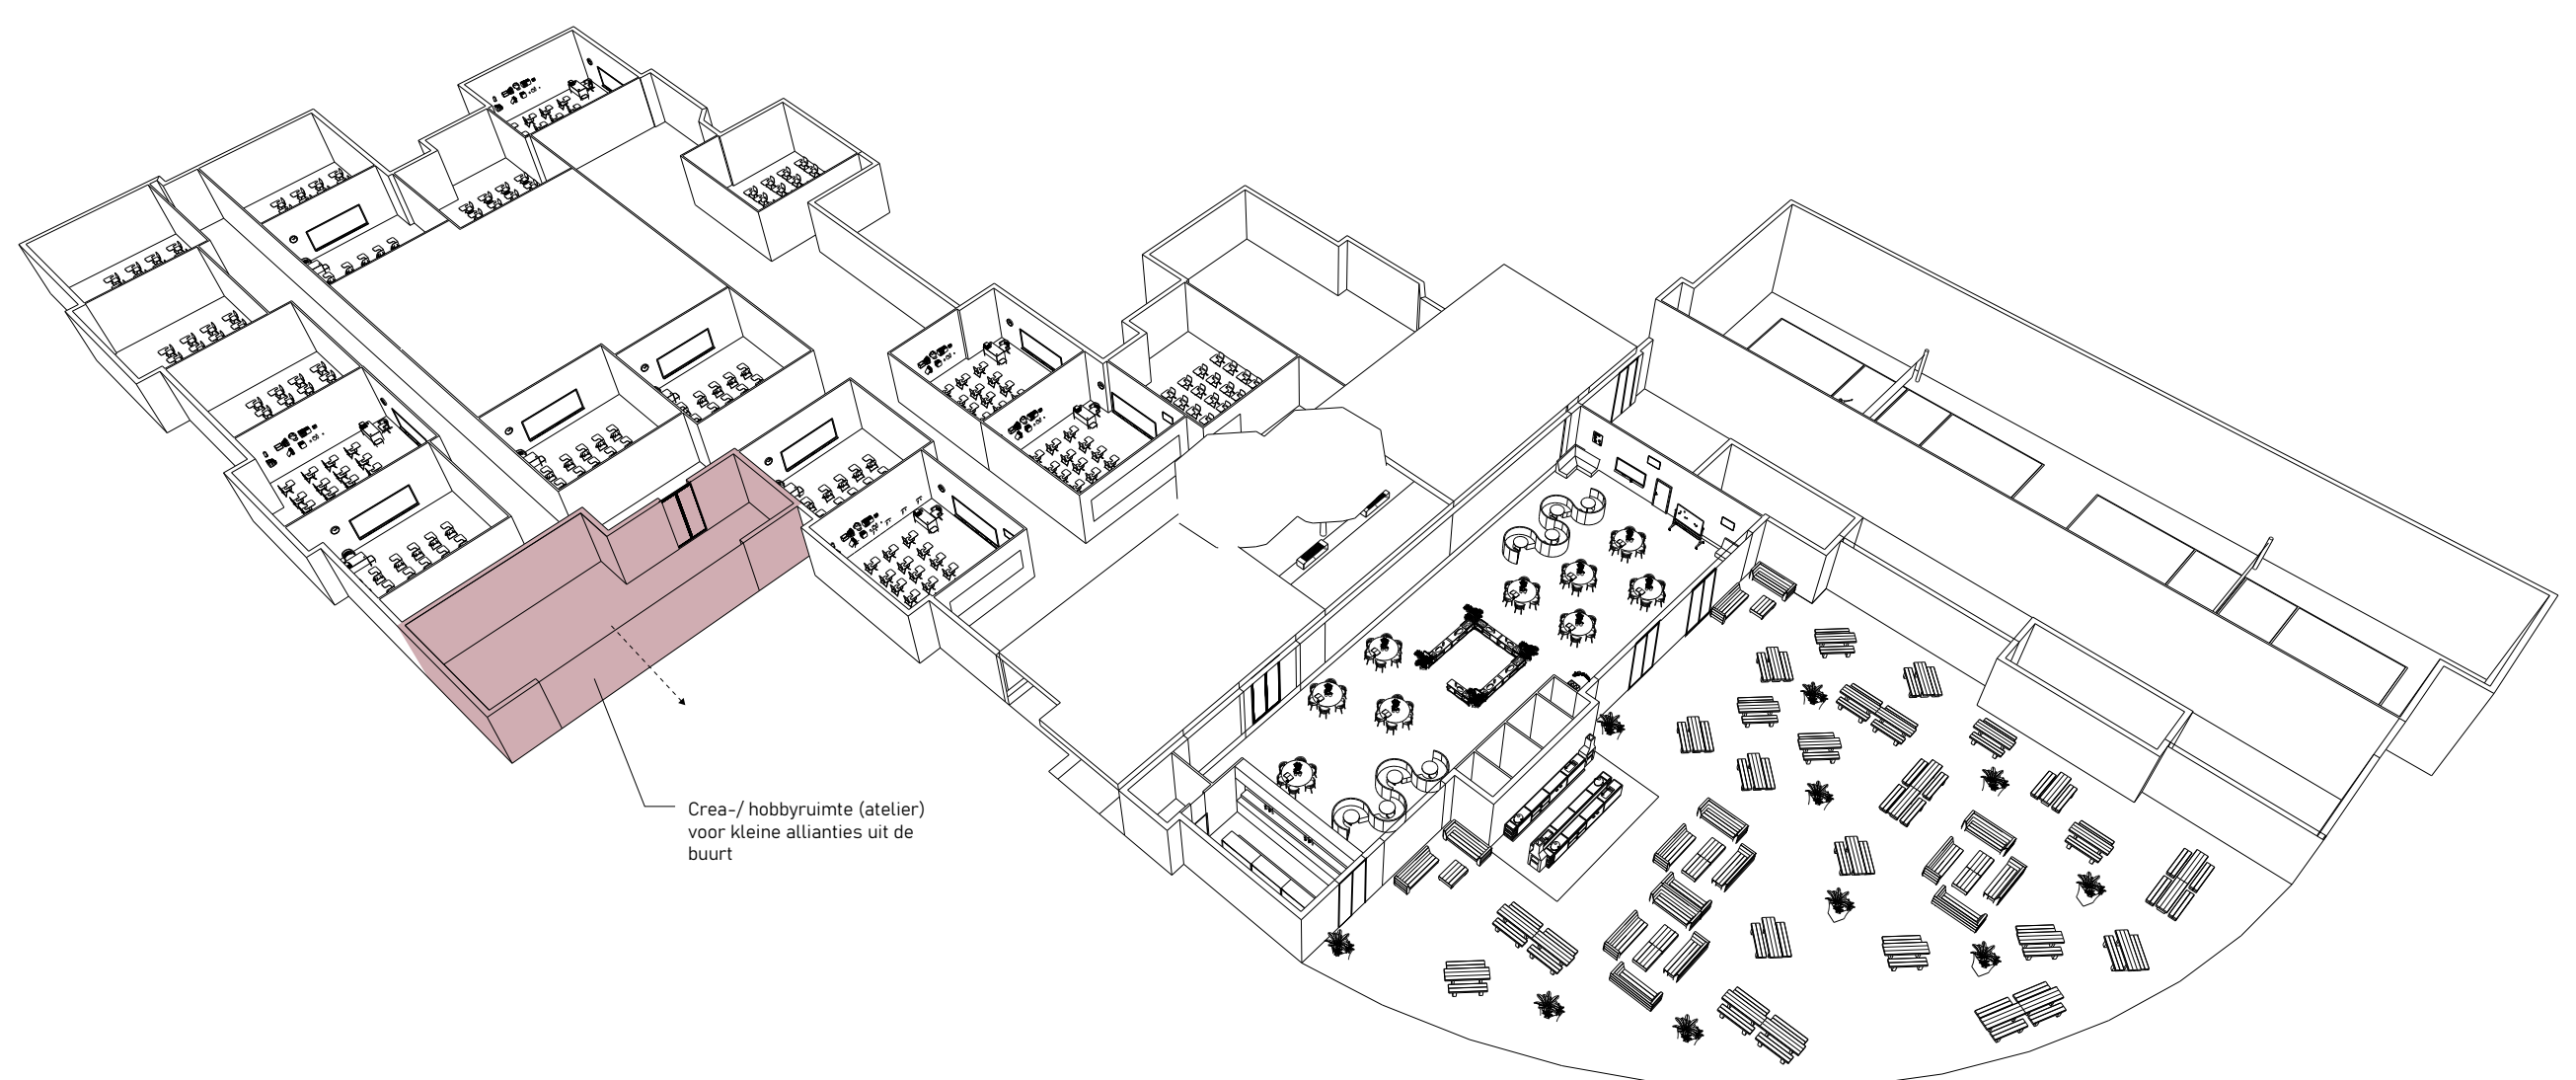 Crea-/ hobbyruimte (atelier)
voor kleine allianties uit de
buurt